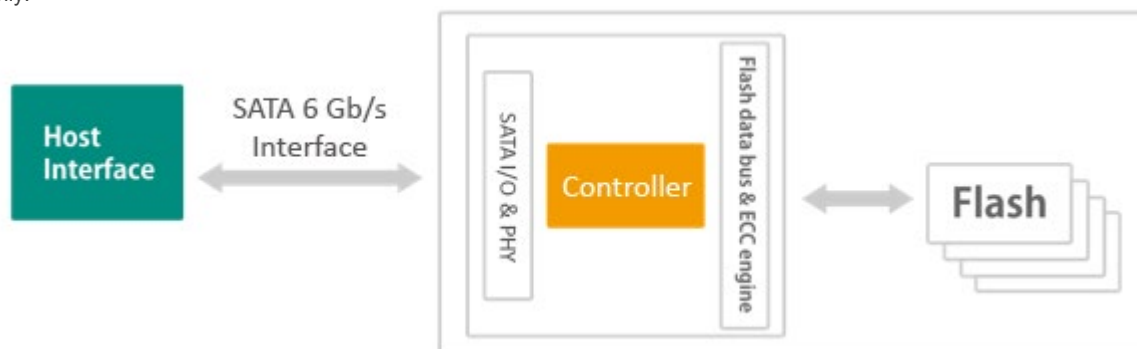 Host
Interface
SATA 6 Gb/s
Interface
SATA I/O & PHY
Controller
Flash data bus & ECC engine
Flash